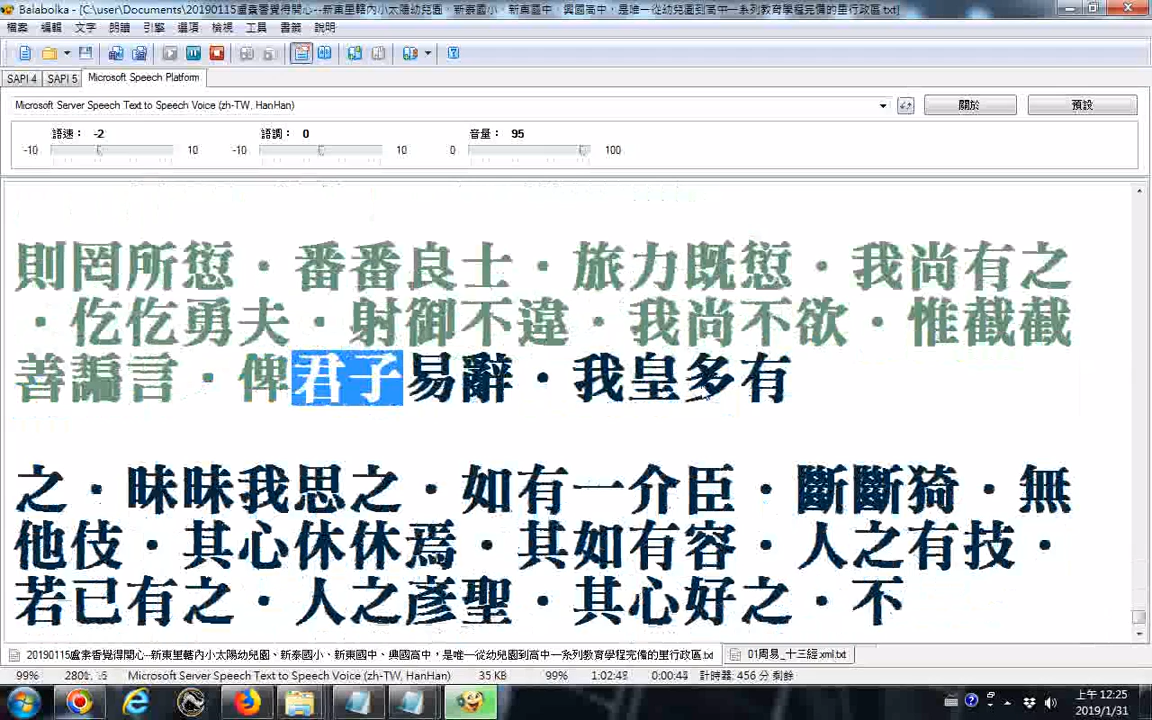 Balabolka - [C:\user\Documents\20190115盧素香覺得開心--新東里轄內小太陽幼兒園、新泰國小、新東國中、興國高中，是唯一從幼兒園到高中一系列教育學程完備的里行政區.txt]
檔案 編輯 文字 朗讀 引擎 選項 檢視 工具 書籤 說明
SAPI 4 SAPI 5 Microsoft Speech Platform
Microsoft Server Speech Text to Speech Voice (zh-TW, HanHan) 關於 預設
語速： -2 語調： 0 音量： 95
-10 10 -10 10 0 100
則罔所愆．番番良士．旅力既愆．我尚有之
．仡仡勇夫．射御不違．我尚不欲．惟截截
善諞言．俾君子易辭．我皇多有
之．昧昧我思之．如有一介臣．斷斷猗．無
他伎．其心休休焉．其如有容．人之有技．
若已有之．人之彥聖．其心好之．不
20190115盧素香覺得開心--新東里轄內小太陽幼兒園、新泰國小、新東國中、興國高中，是唯一從幼兒園到高中一系列教育學程完備的里行政區.txt 01周易_十三經.xml.txt
99% Microsoft Server Speech Text to Speech Voice (zh-TW, HanHan) 35 KB 99% 1:02:48 0:00:48 計時器: 456 分 剩餘
上午 12:25
2019/1/31